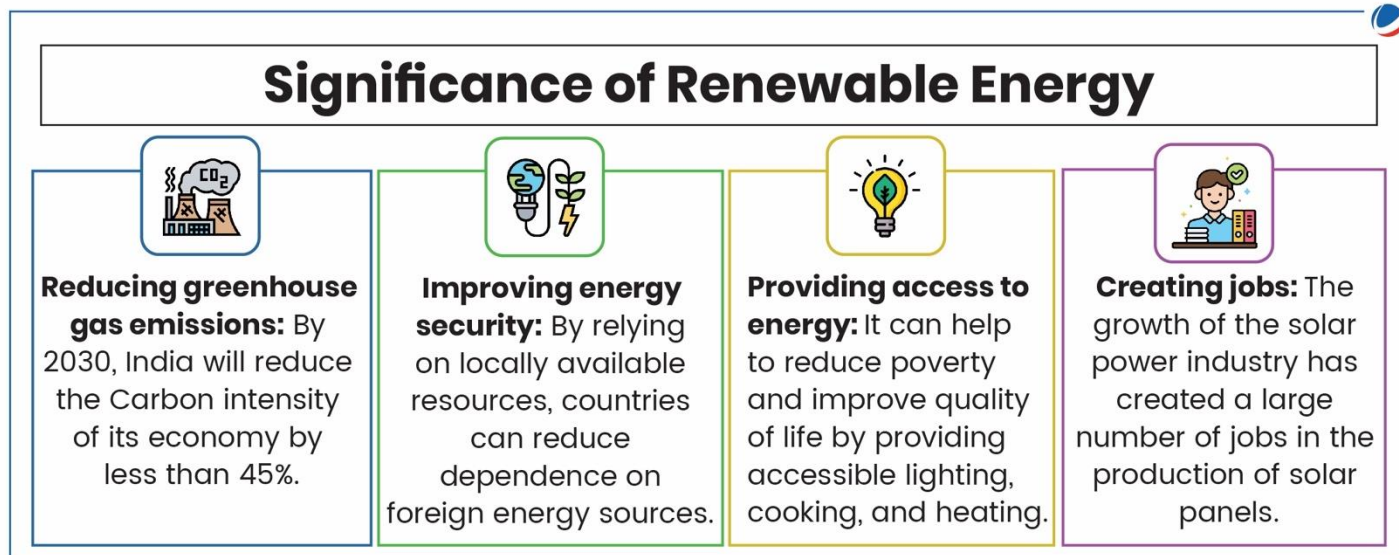 Significance of Renewable Energy
CO2
Reducing greenhouse
gas emissions: By
2030, India will reduce
the Carbon intensity
of its economy by
less than 45%.
Improving energy
security: By relying
on locally available
resources, countries
can reduce
dependence on
foreign energy sources.
Providing access to
energy: It can help
to reduce poverty
and improve quality
of life by providing
accessible lighting,
cooking, and heating.
Creating jobs: The
growth of the solar
power industry has
created a large
number of jobs in the
production of solar
panels.